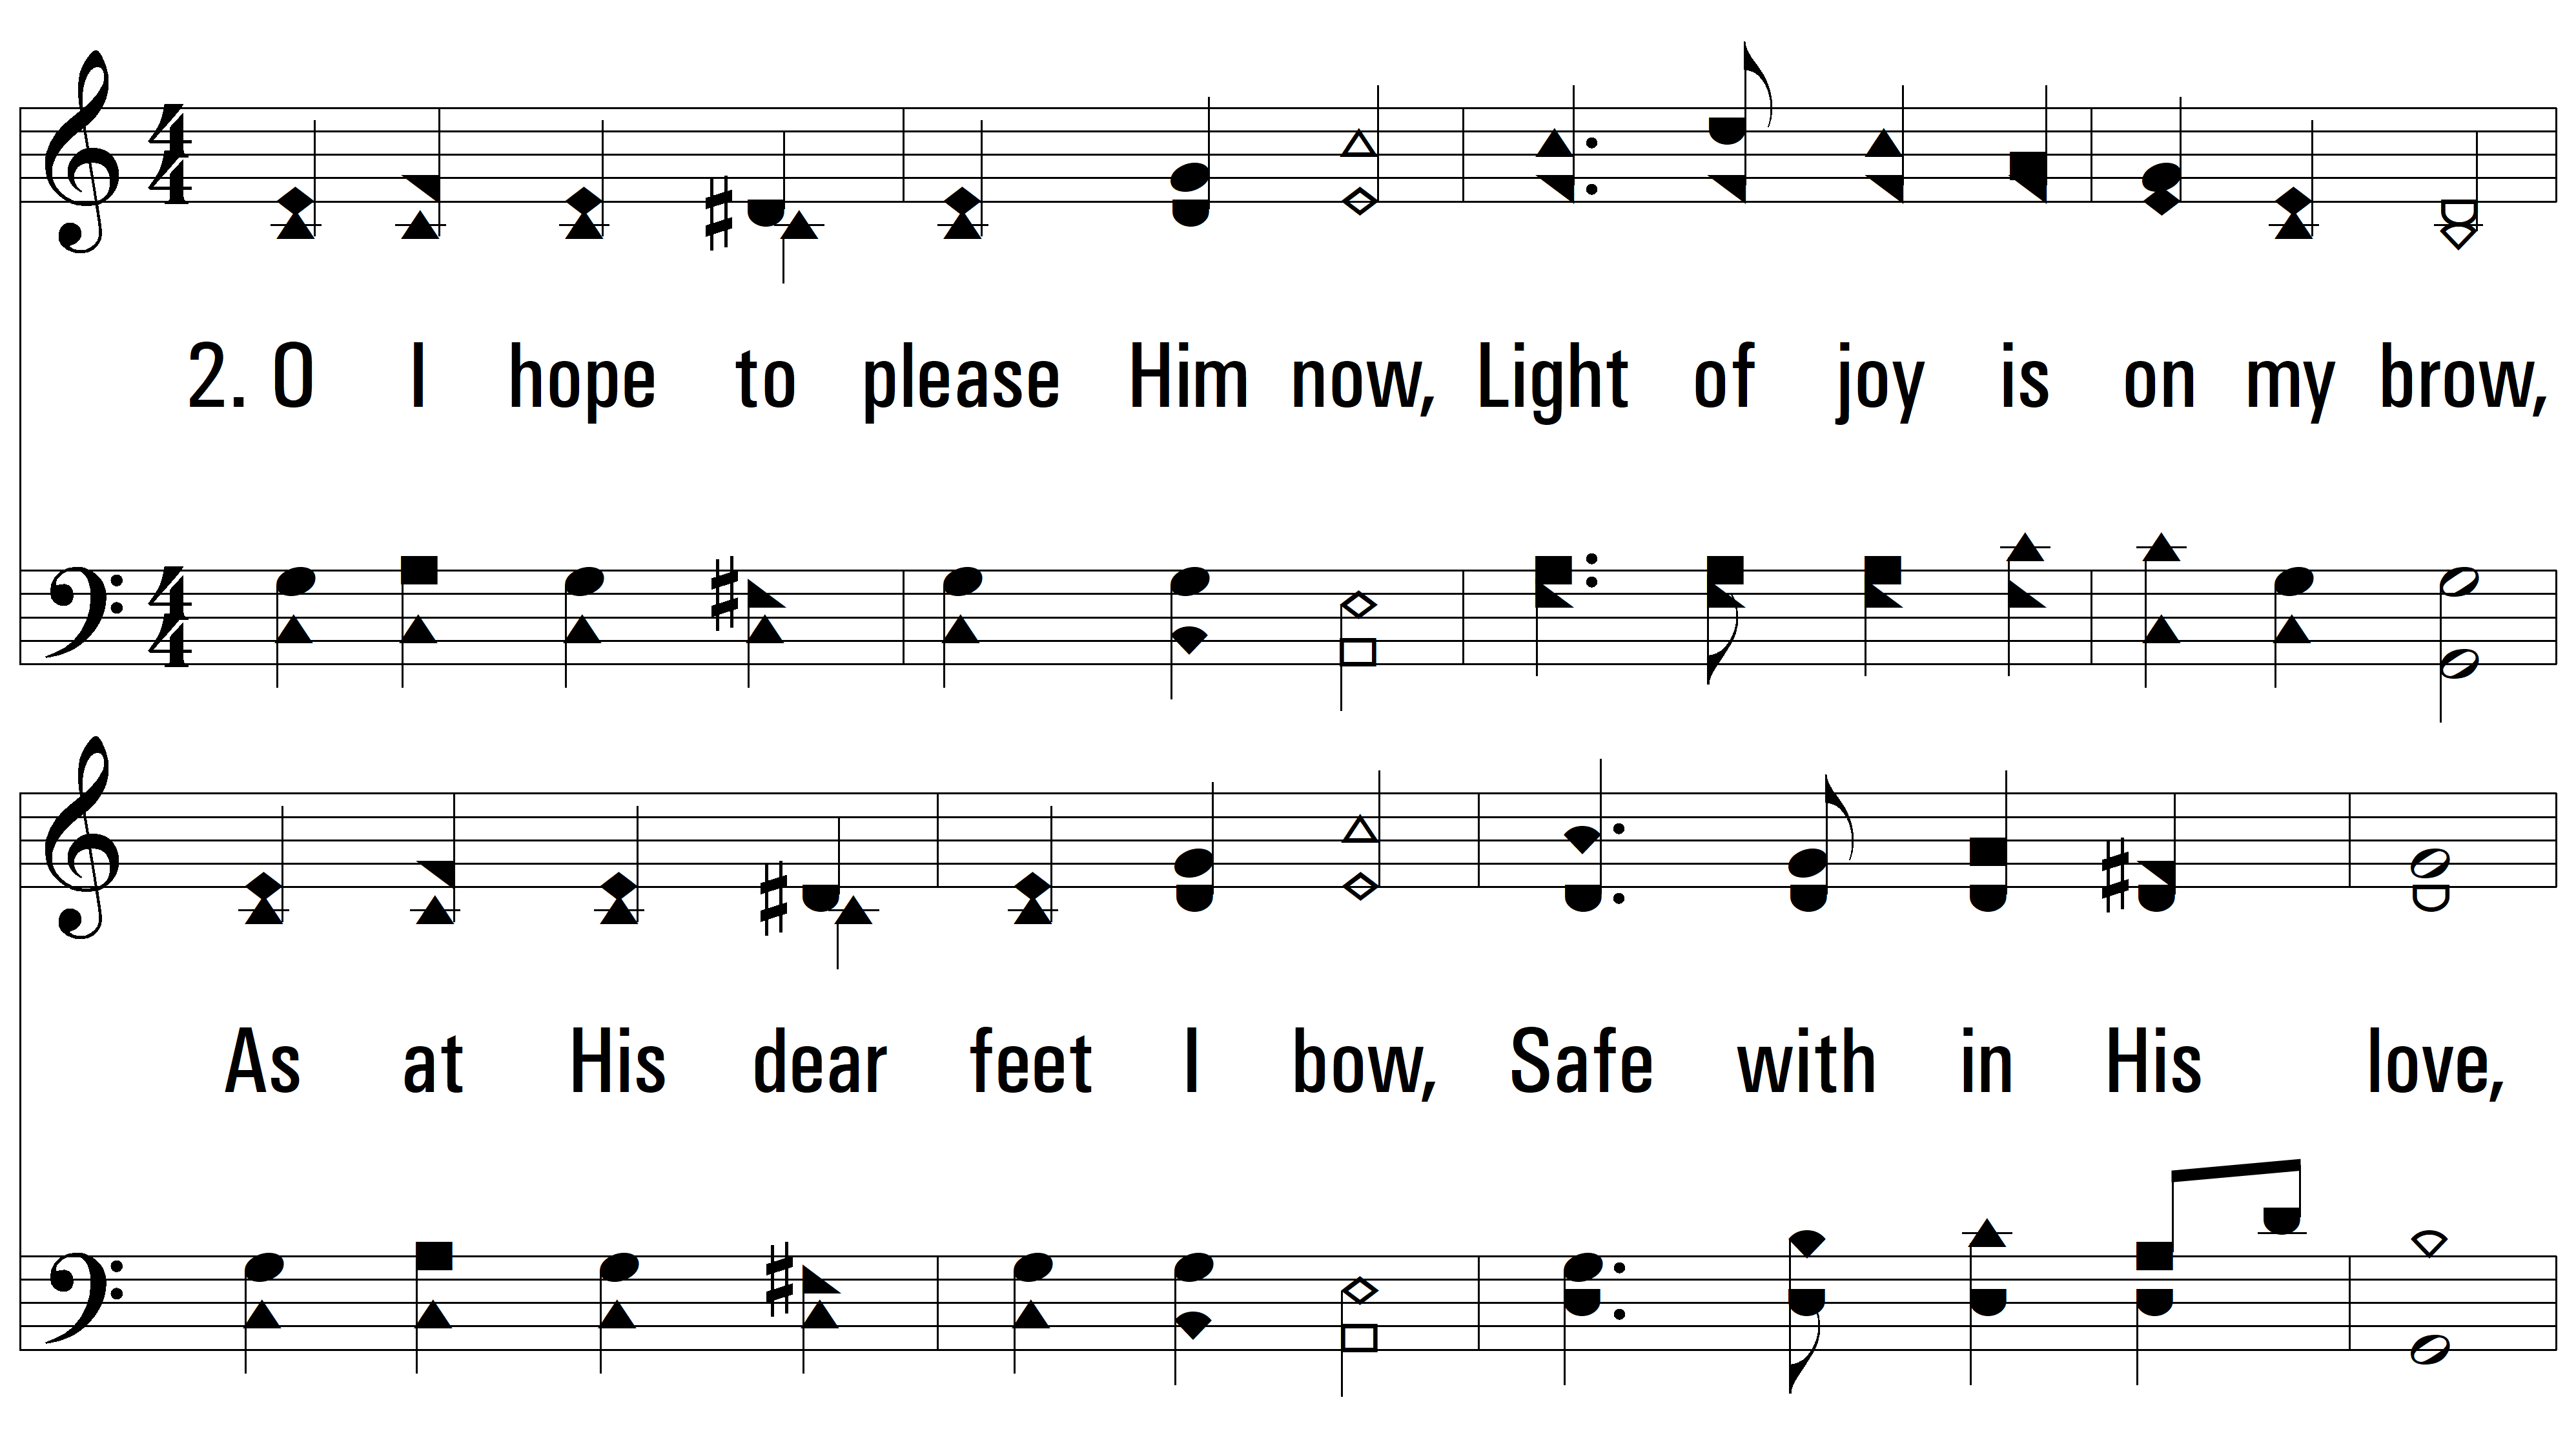 2. O I hope to please Him now, Light of joy is on my brow,
As at His dear feet I bow, Safe with in His love,